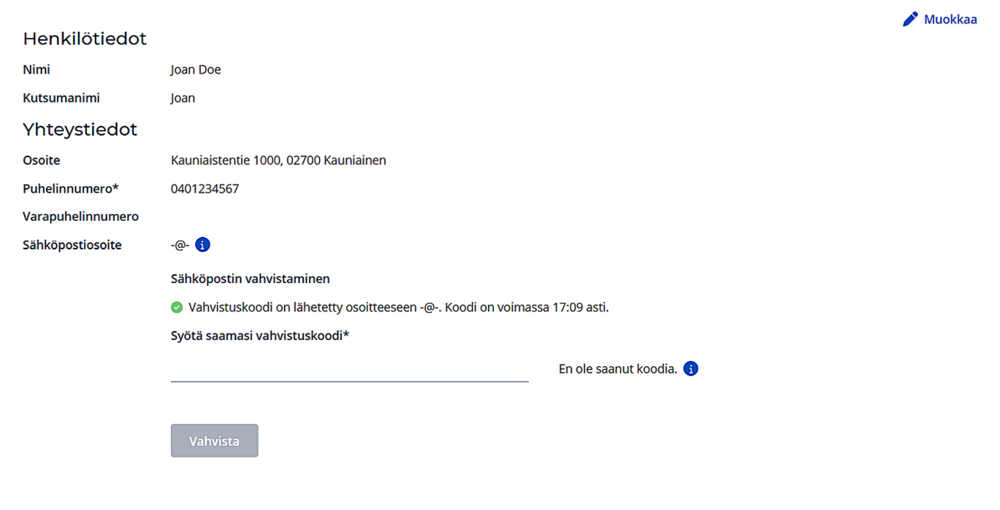 Muokkaa
Henkilötiedot
Nimi Joan Doe
Kutsumanimi Joan
Yhteystiedot
Osoite Kauniaistentie 1000, 02700 Kauniainen
Puhelinnumero* 0401234567
Varapuhelinnumero
Sähköpostiosoite -@-
Sähköpostin vahvistaminen
Vahvistuskoodi on lähetetty osoitteeseen -@-. Koodi on voimassa 17:09 asti.
Syötä saamasi vahvistuskoodi*
En ole saanut koodia.
Vahvista